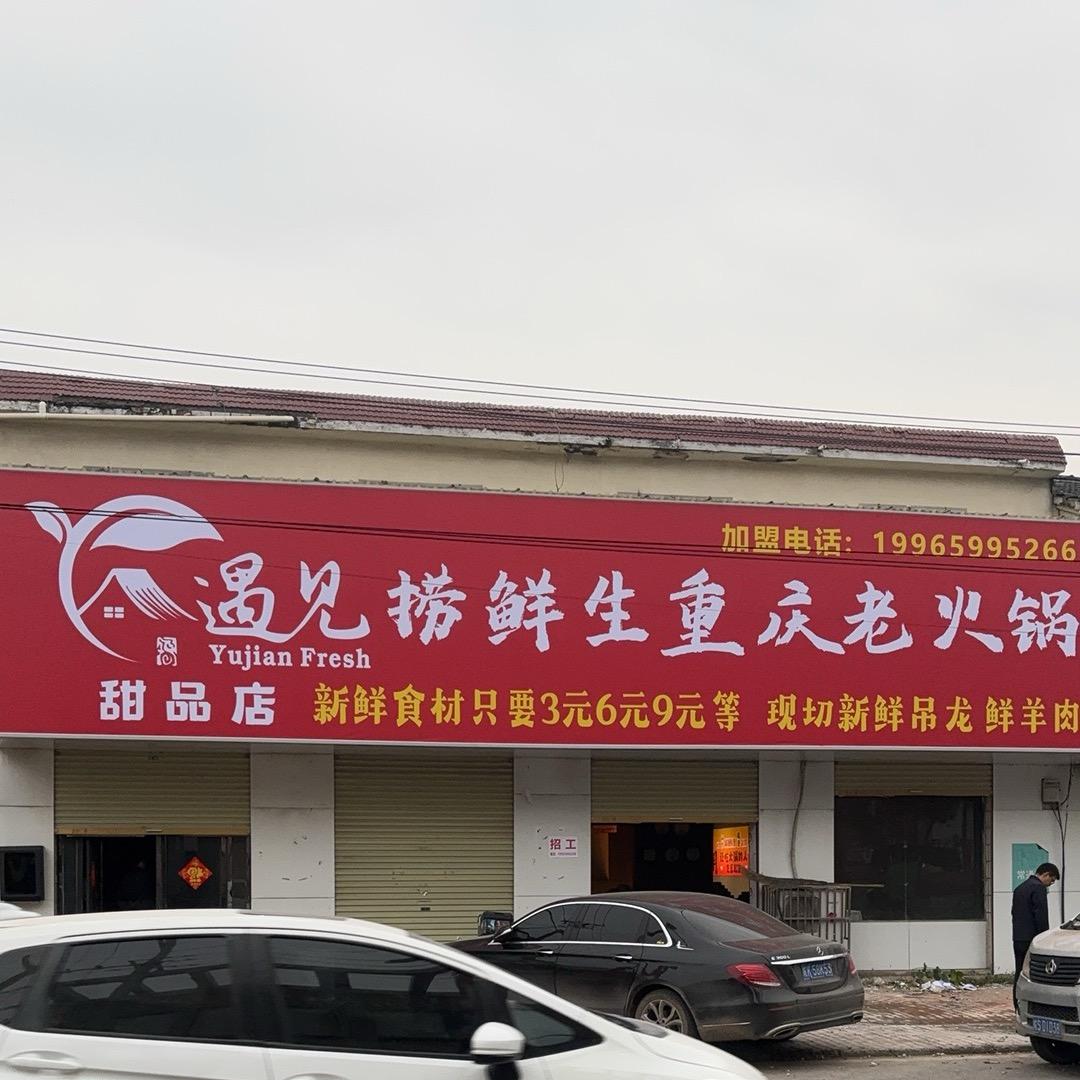 加盟电话：19965995266
遇见捞鲜生重庆老火锅
Yujian Fresh
甜品店
新鲜食材只要3元6元9元等 现切新鲜吊龙 鲜羊肉
招工
E 300 L